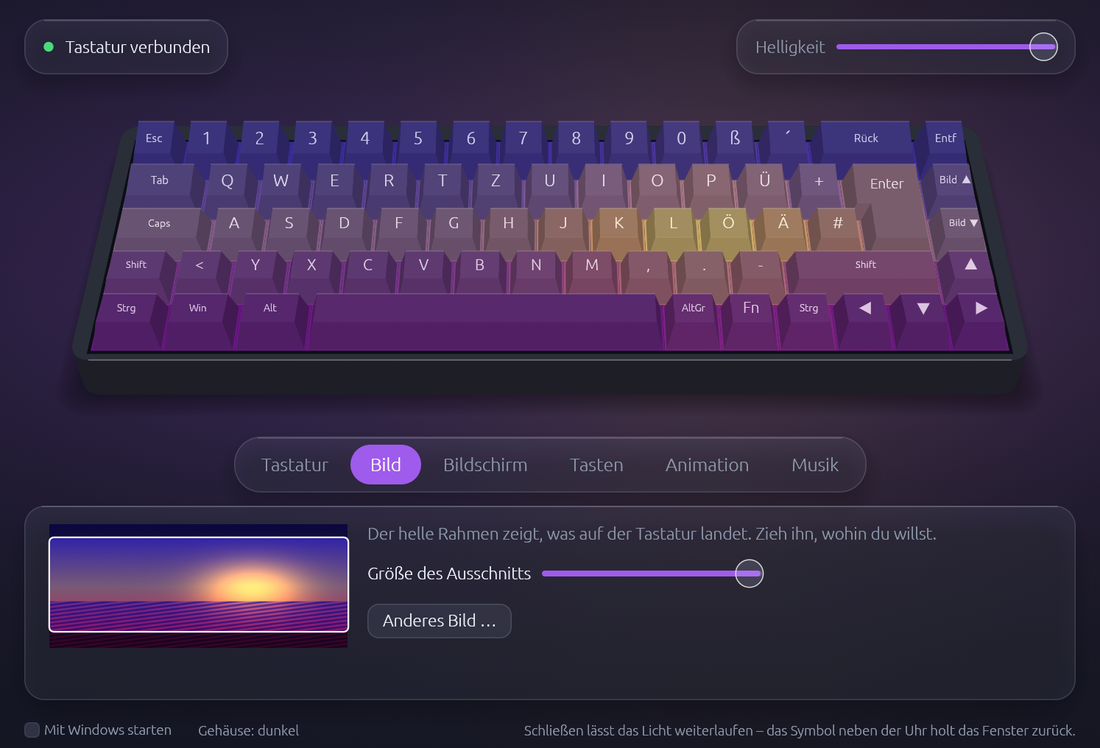 Tastatur verbunden
Helligkeit
Esc 1 2 3 4 5 6 7 8 9 0 ß ´ Rück Entf
Tab Q W E R T Z U I O P Ü + Enter Bild ▲
Caps A S D F G H J K L Ö Ä # Bild ▼
Shift < Y X C V B N M , . - Shift ▲
Strg Win Alt AltGr Fn Strg ◀ ▼ ▶
Tastatur Bild Bildschirm Tasten Animation Musik
Der helle Rahmen zeigt, was auf der Tastatur landet. Zieh ihn, wohin du willst.
Größe des Ausschnitts
Anderes Bild ...
Mit Windows starten Gehäuse: dunkel Schließen lässt das Licht weiterlaufen – das Symbol neben der Uhr holt das Fenster zurück.